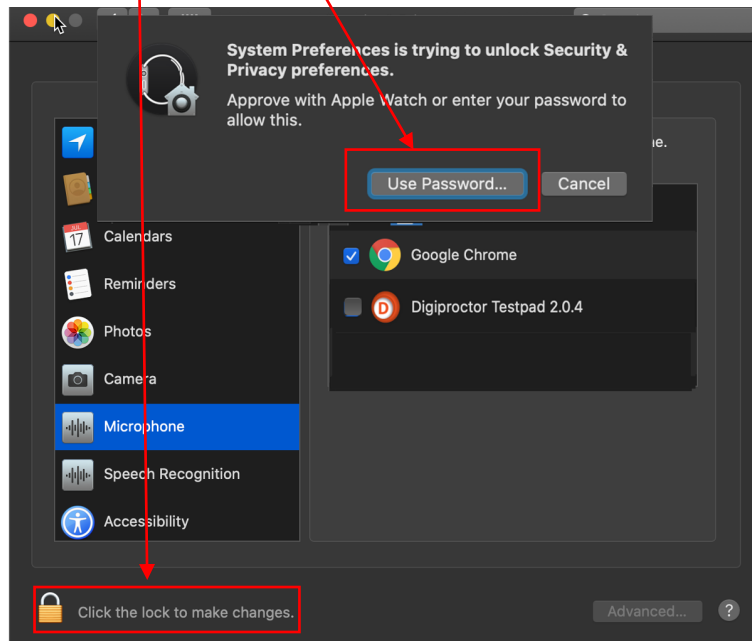 System Preferences is trying to unlock Security &
Privacy preferences.
Approve with Apple Watch or enter your password to
allow this.
Use Password...
Cancel
JUL
17
Calendars
Reminders
Photos
Camera
Microphone
Speech Recognition
Accessibility
Google Chrome
D
Digiproctor Testpad 2.0.4
Click the lock to make changes.
Advanced...
?